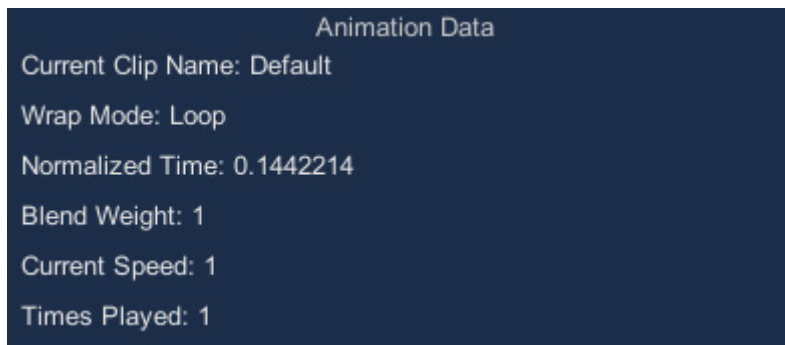 Animation Data
Current Clip Name: Default
Wrap Mode: Loop
Normalized Time: 0.1442214
Blend Weight: 1
Current Speed: 1
Times Played: 1